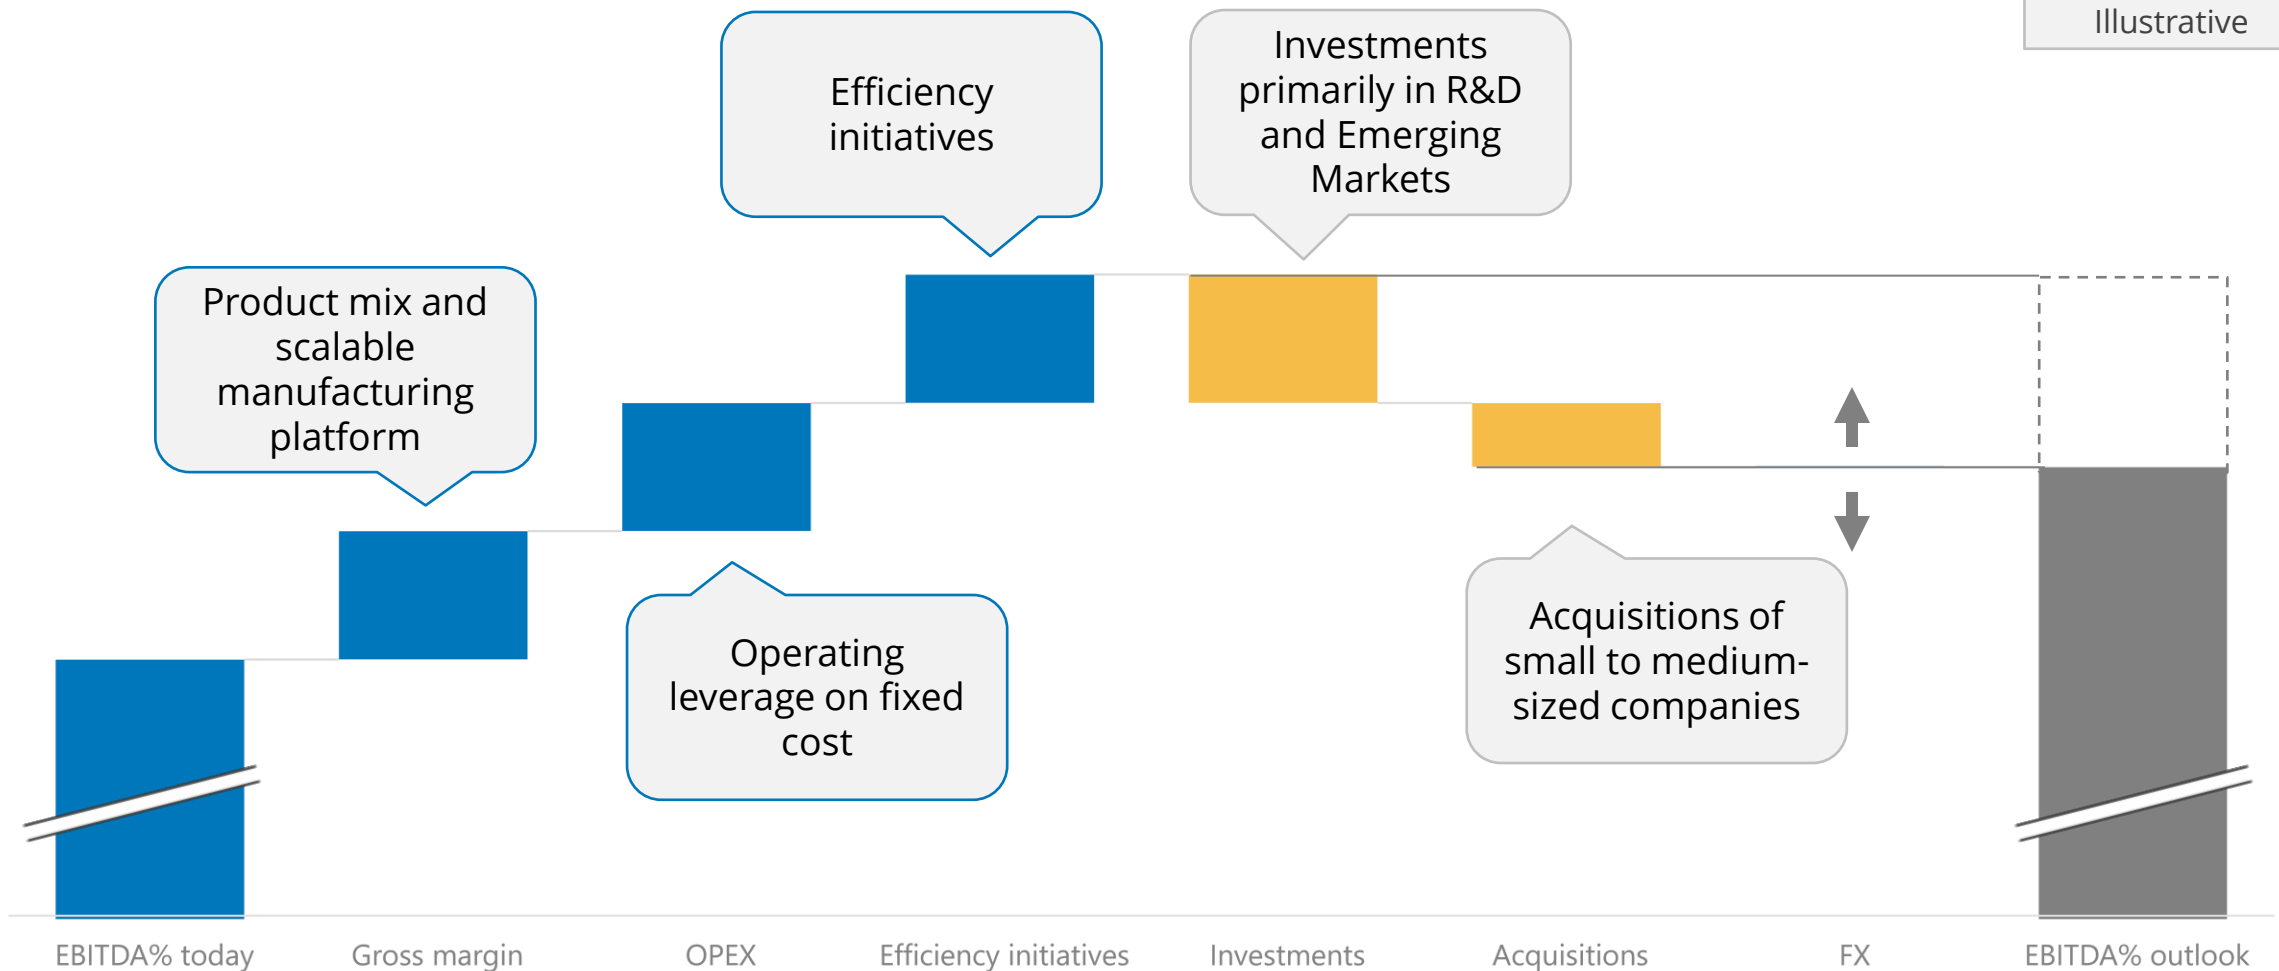 Illustrative
Efficiency
initiatives
Investments
primarily in R&D
and Emerging
Markets
Product mix and
scalable
manufacturing
platform
Operating
leverage on fixed
cost
Acquisitions of
small to medium-
sized companies
EBITDA% today
Gross margin
OPEX
Efficiency initiatives
Investments
Acquisitions
FX
EBITDA% outlook